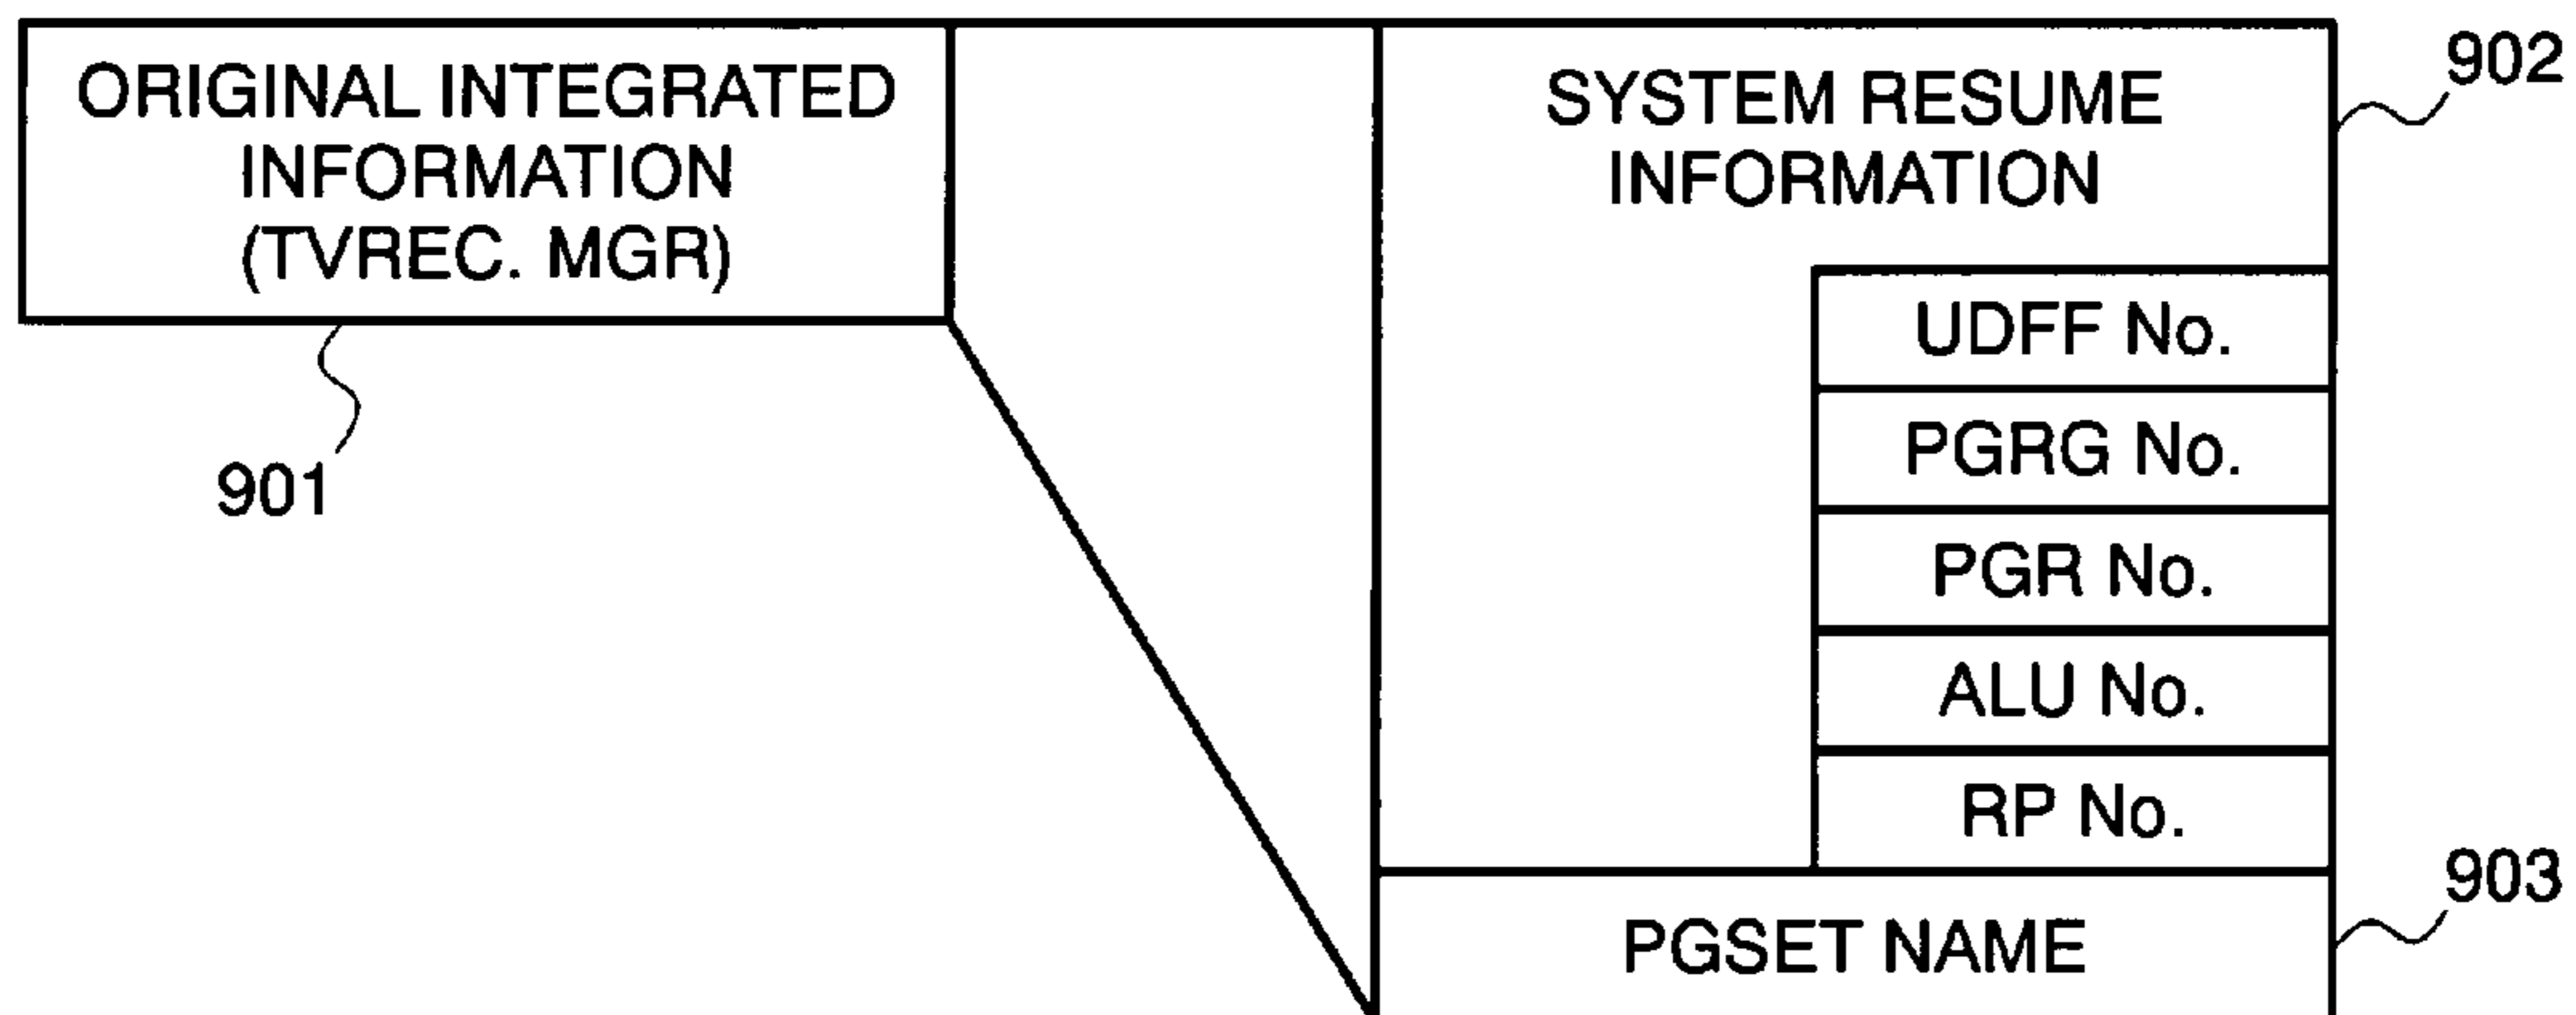 ORIGINAL INTEGRATED
INFORMATION
(TVREC. MGR)
901
SYSTEM RESUME
INFORMATION
902
UDFF No.
PGRG No.
PGR No.
ALU No.
RP No.
PGSET NAME
903